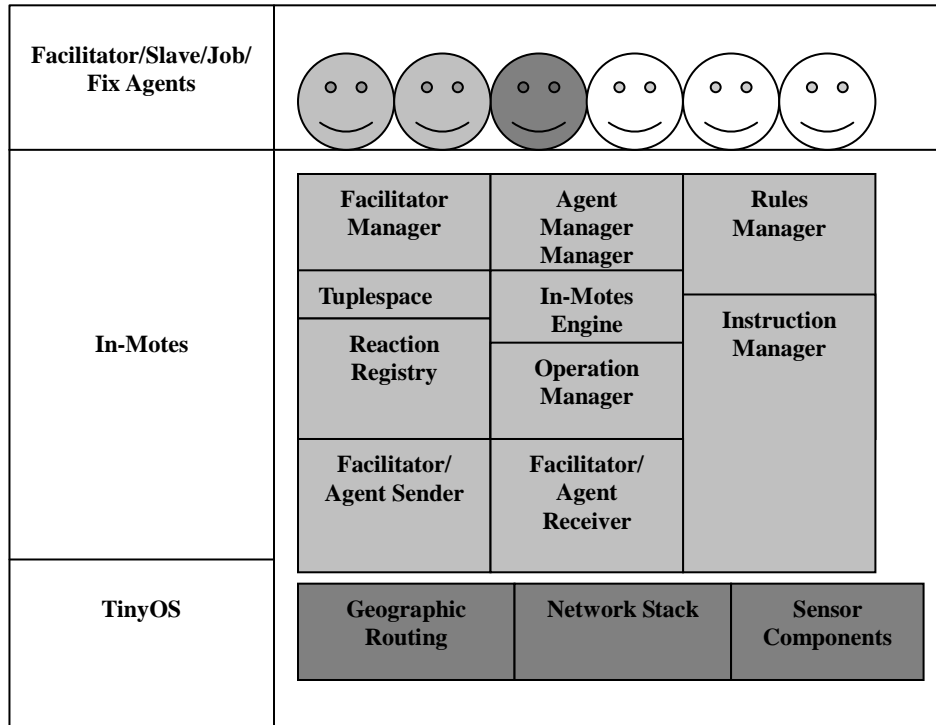 Facilitator/Slave/Job/
Fix Agents
In-Motes
Facilitator
Manager
Agent
Manager
Manager
Rules
Manager
Tuplespace
In-Motes
Engine
Instruction
Manager
Reaction
Registry
Operation
Manager
Facilitator/
Agent Sender
Facilitator/
Agent
Receiver
TinyOS
Geographic
Routing
Network Stack
Sensor
Components